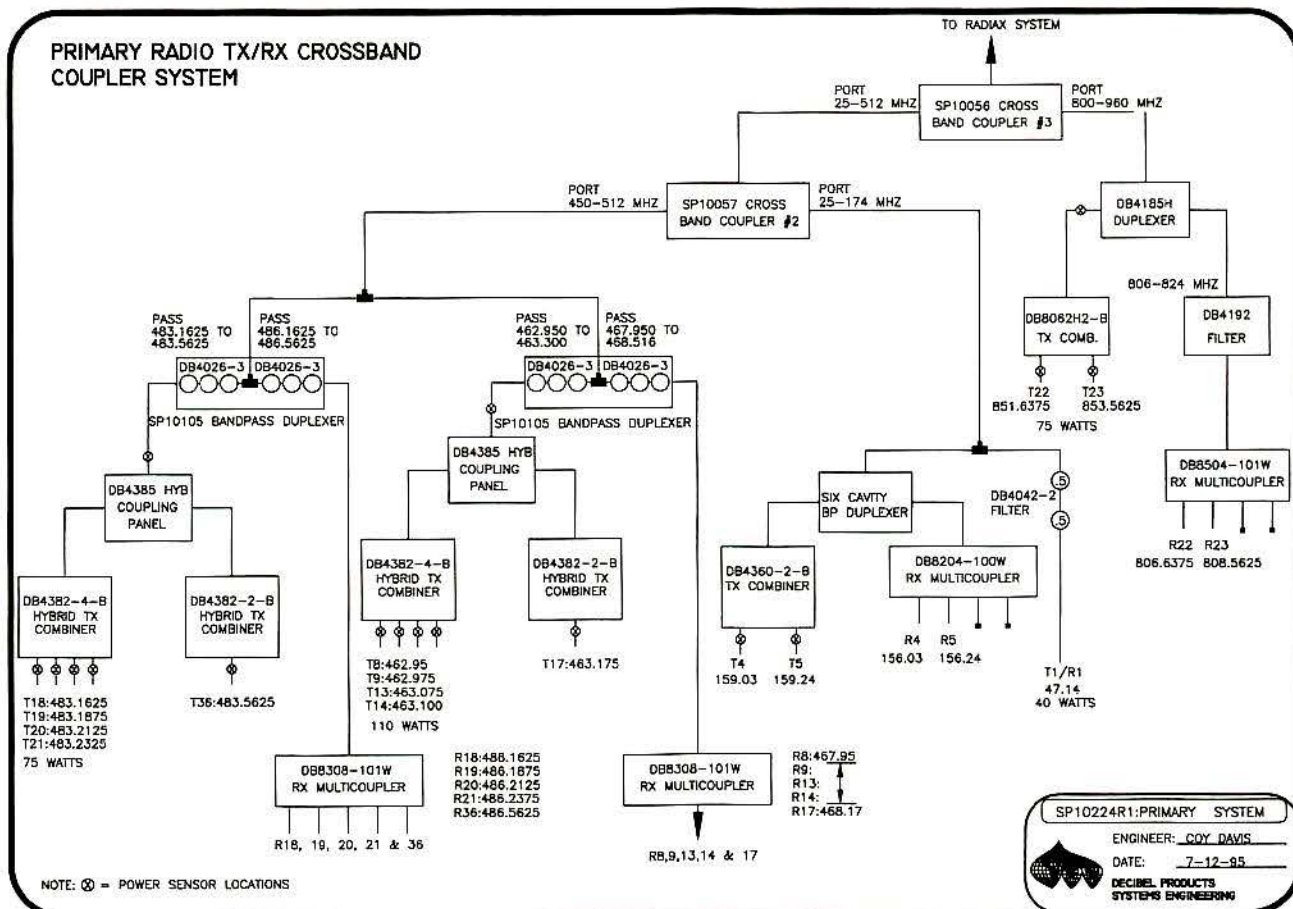 PRIMARY RADIO TX/RX CROSSBAND
COUPLER SYSTEM
TO RADIAX SYSTEM
PORT
25-512 MHZ
SP10056 CROSS
BAND COUPLER #3
PORT
800-960 MHZ
PORT
450-512 MHZ
SP10057 CROSS
BAND COUPLER #2
PORT
25-174 MHZ
DB4185H
DUPLEXER
806-824 MHZ
DB8062H2-B
TX COMB.
DB4192
FILTER
T22
851.6375
T23
853.5625
75 WATTS
DB8504-101W
RX MULTICOUPLER
R22 R23
806.6375 808.5625
PASS
483.1625 TO
483.5625
PASS
486.1625 TO
486.5625
DB4026-3 DB4026-3
SP10105 BANDPASS DUPLEXER
PASS
462.950 TO
463.300
PASS
467.950 TO
468.516
DB4026-3 DB4026-3
SP10105 BANDPASS DUPLEXER
DB4385 HYB
COUPLING
PANEL
DB4385 HYB
COUPLING
PANEL
SIX CAVITY
BP DUPLEXER
DB4042-2
FILTER
.5
.5
DB4382-4-B
HYBRID TX
COMBINER
DB4382-2-B
HYBRID TX
COMBINER
DB4382-4-B
HYBRID TX
COMBINER
DB4382-2-B
HYBRID TX
COMBINER
DB4360-2-B
TX COMBINER
DB8204-100W
RX MULTICOUPLER
T18:483.1625
T19:483.1875
T20:483.2125
T21:483.2325
75 WATTS
T36:483.5625
T8:462.95
T9:462.975
T13:463.075
T14:463.100
110 WATTS
T17:463.175
T4
159.03
T5
159.24
R4
156.03
R5
156.24
T1/R1
47.14
40 WATTS
DB8308-101W
RX MULTICOUPLER
R18:486.1625
R19:486.1875
R20:486.2125
R21:486.2375
R36:486.5625
R18, 19, 20, 21 & 36
DB8308-101W
RX MULTICOUPLER
R8:467.95
R9:
R13:
R14:
R17:468.17
R8,9,13,14 & 17
NOTE: ⊗ = POWER SENSOR LOCATIONS
SP10224R1:PRIMARY SYSTEM
ENGINEER: COY DAVIS
DATE: 7-12-95
DECIBEL PRODUCTS
SYSTEMS ENGINEERING